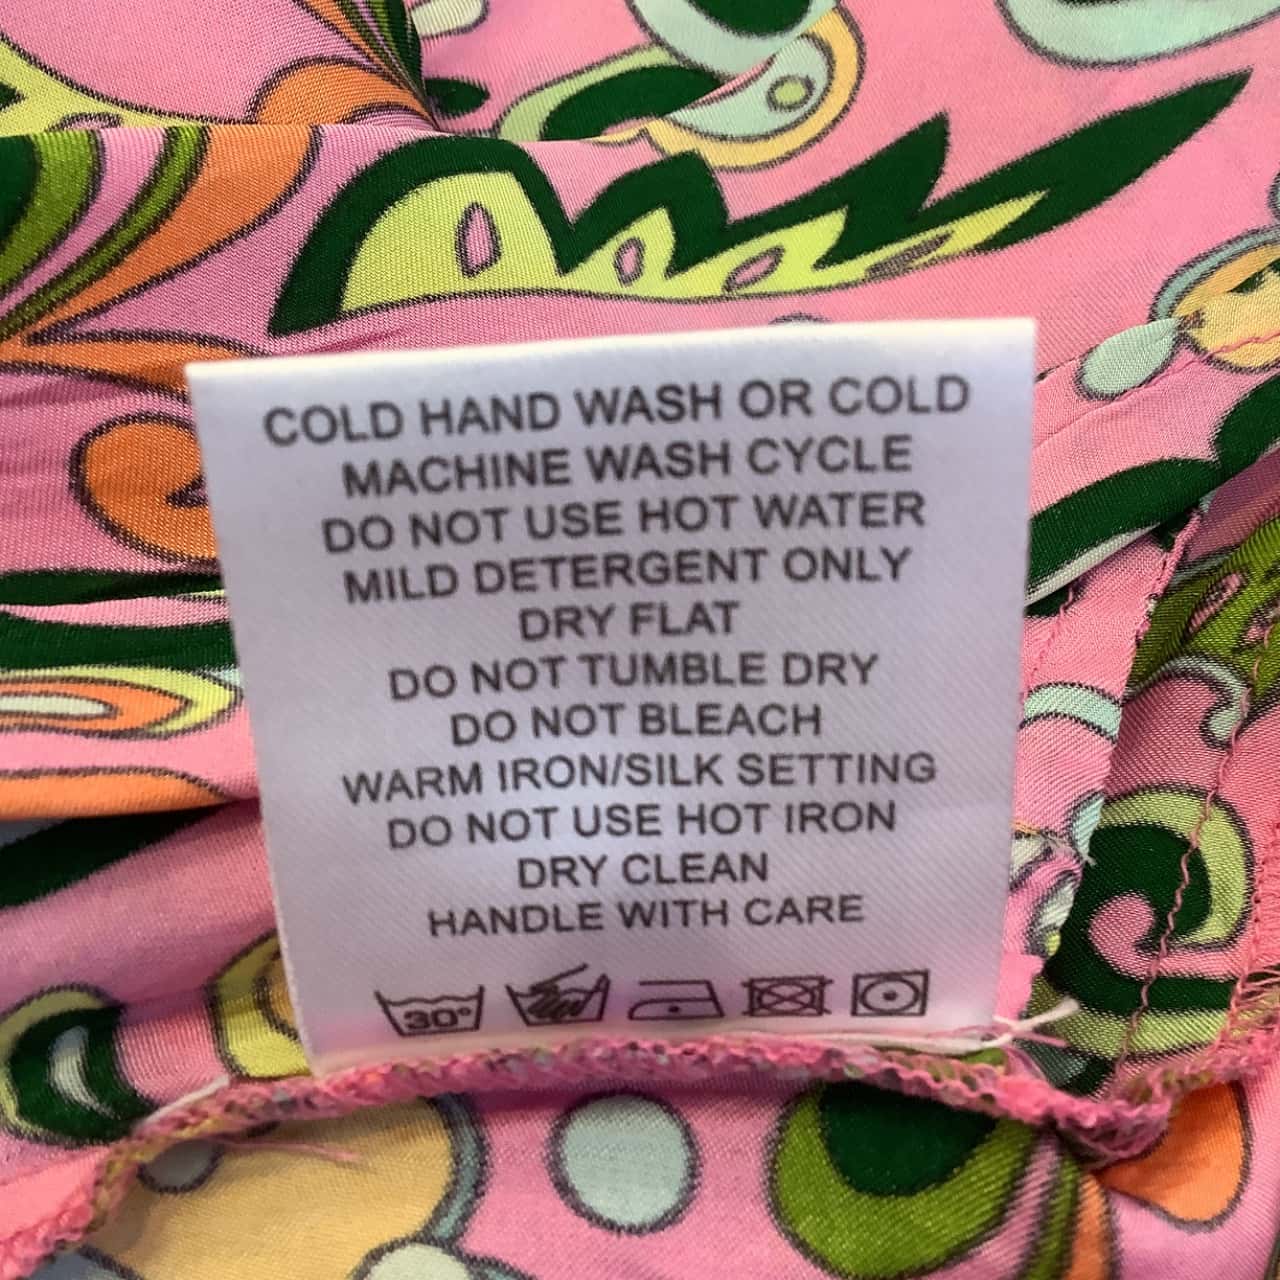 COLD HAND WASH OR COLD
MACHINE WASH CYCLE
DO NOT USE HOT WATER
MILD DETERGENT ONLY
DRY FLAT
DO NOT TUMBLE DRY
DO NOT BLEACH
WARM IRON/SILK SETTING
DO NOT USE HOT IRON
DRY CLEAN
HANDLE WITH CARE
30°